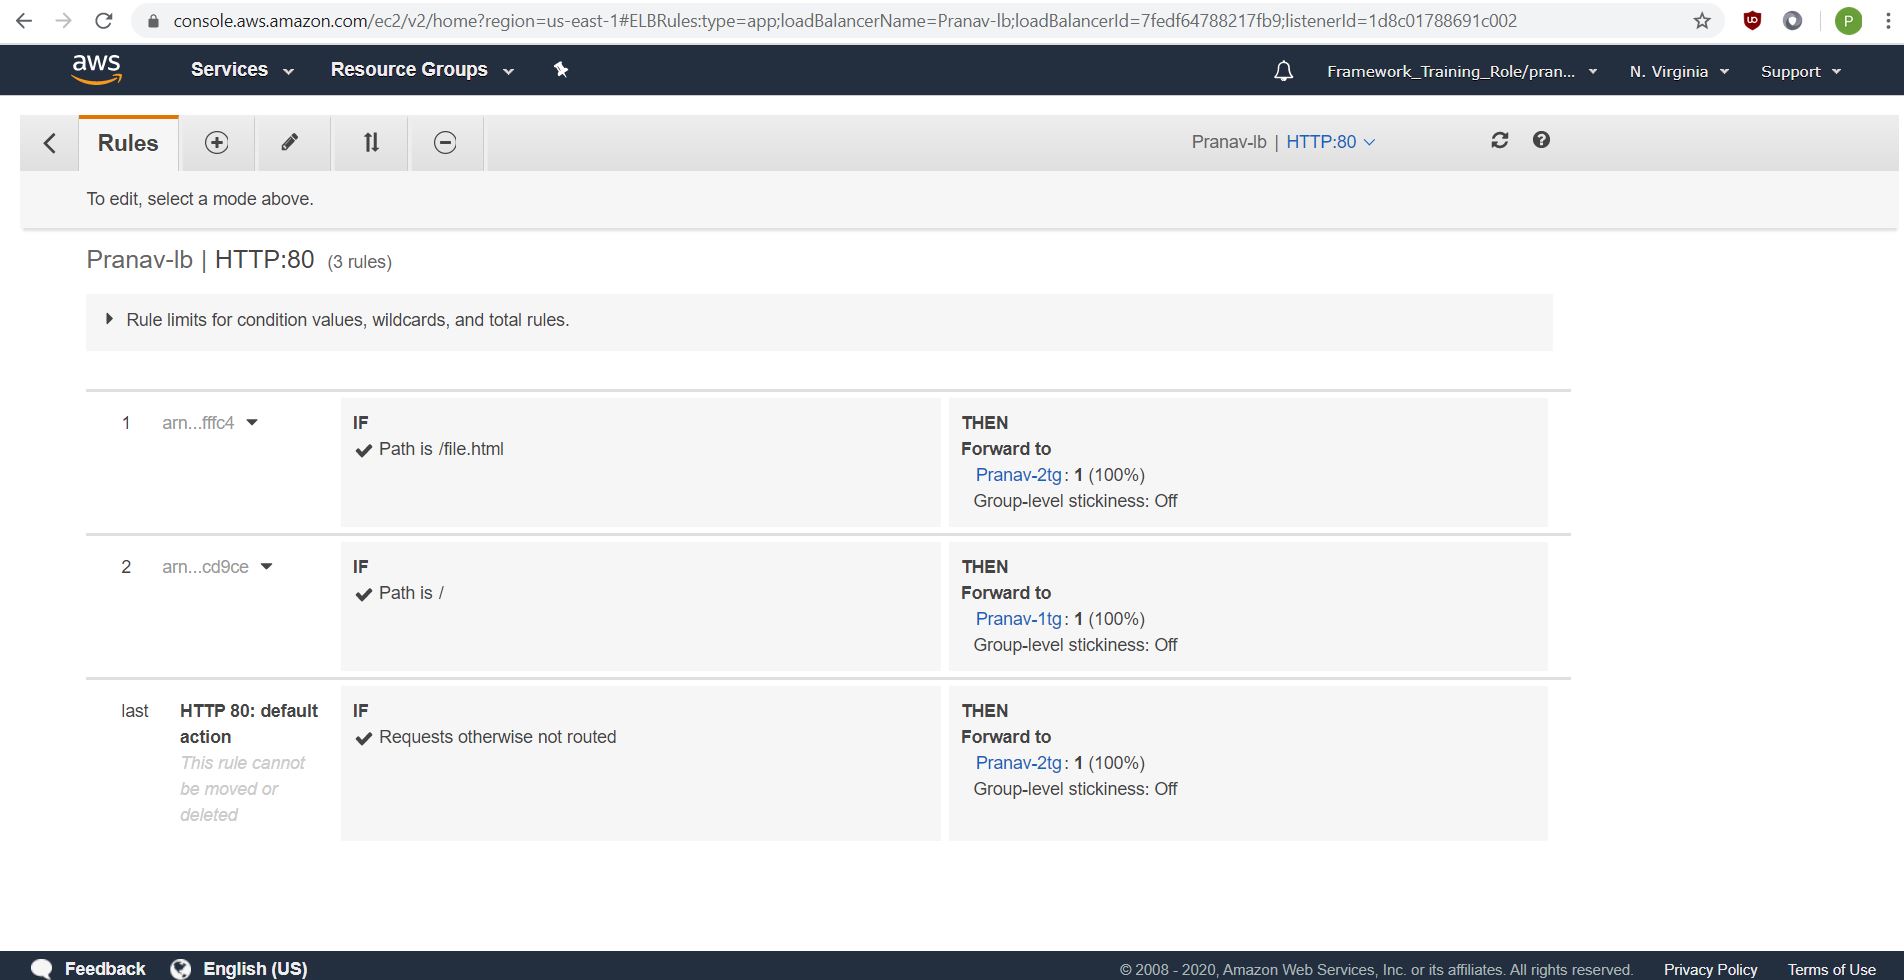 console.aws.amazon.com/ec2/v2/home?region=us-east-1#ELBRules:type=app;loadBalancerName=Pranav-lb;loadBalancerId=7fedf64788217fb9;listenerId=1d8c01788691c002
P
aws Services Resource Groups Framework_Training_Role/pran... N. Virginia Support
Rules Pranav-lb | HTTP:80
To edit, select a mode above.
Pranav-lb | HTTP:80 (3 rules)
Rule limits for condition values, wildcards, and total rules.
1 arn...fffc4
IF
Path is /file.html
THEN
Forward to
Pranav-2tg: 1 (100%)
Group-level stickiness: Off
2 arn...cd9ce
IF
Path is /
THEN
Forward to
Pranav-1tg: 1 (100%)
Group-level stickiness: Off
last HTTP 80: default
action
This rule cannot
be moved or
deleted
IF
Requests otherwise not routed
THEN
Forward to
Pranav-2tg: 1 (100%)
Group-level stickiness: Off
Feedback English (US) © 2008 - 2020, Amazon Web Services, Inc. or its affiliates. All rights reserved. Privacy Policy Terms of Use